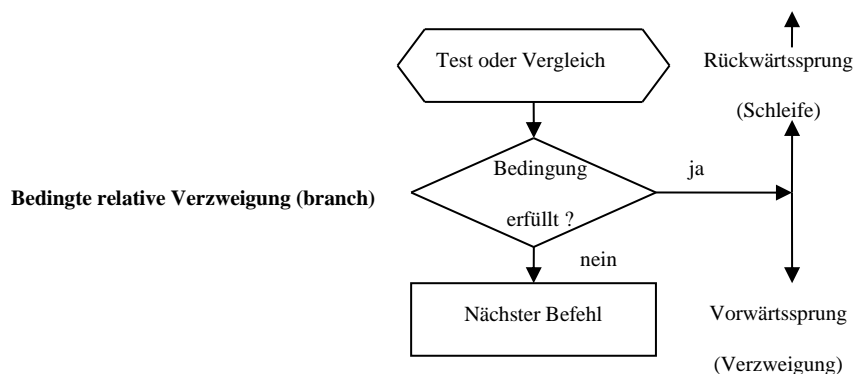 Test oder Vergleich
Rückwärtssprung
(Schleife)
Bedingte relative Verzweigung (branch)
Bedingung
erfüllt ?
ja
nein
Nächster Befehl
Vorwärtssprung
(Verzweigung)